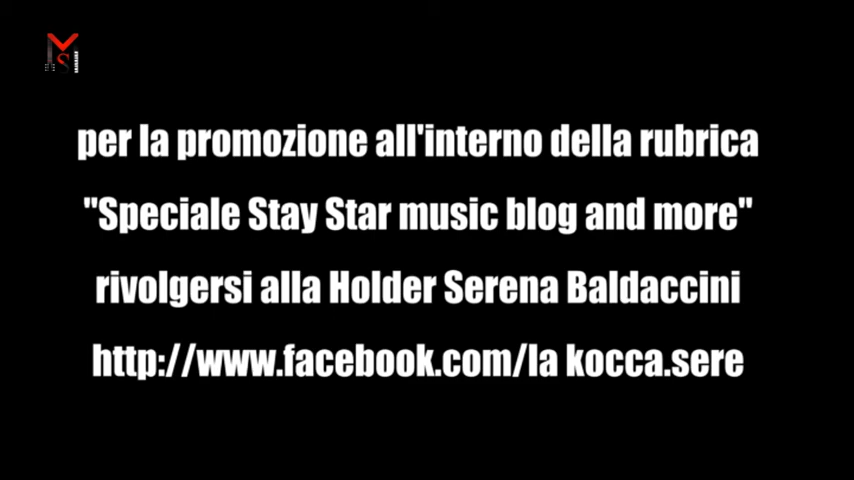 per la promozione all'interno della rubrica
"Speciale Stay Star music blog and more"
rivolgersi alla Holder Serena Baldaccini
http://www.facebook.com/la kocca.sere